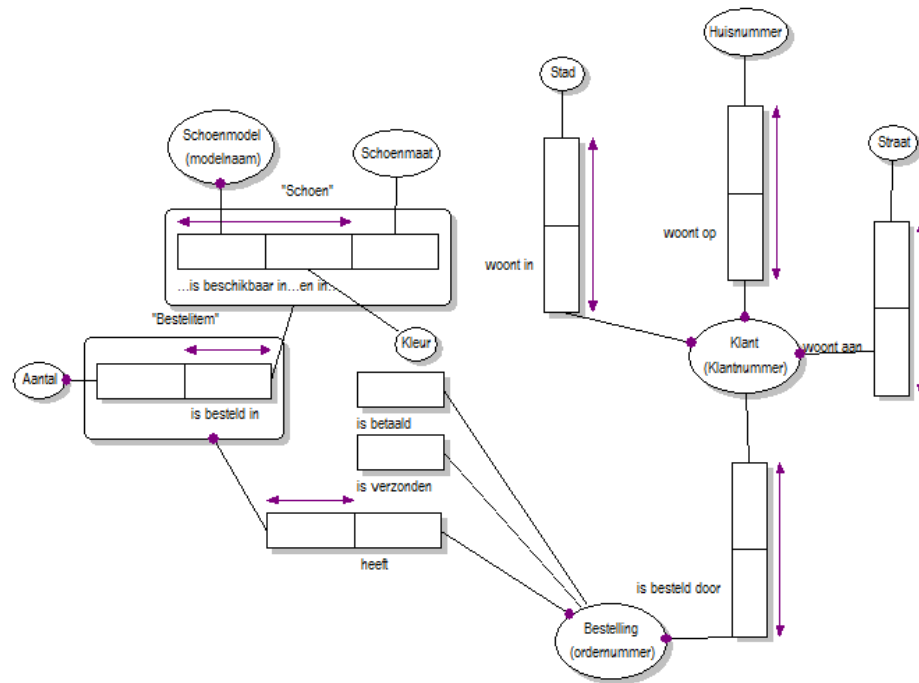 Huisnummer
Stad
Schoenmodel
(modelnaam)
Schoenmaat
Straat
"Schoen"
woont op
woont in
...is beschikbaar in...en in...
"Bestelitem"
Kleur
Klant
(Klantnummer)
woont aan
Aantal
is besteld in
is betaald
is verzonden
heeft
is besteld door
Bestelling
(ordernummer)